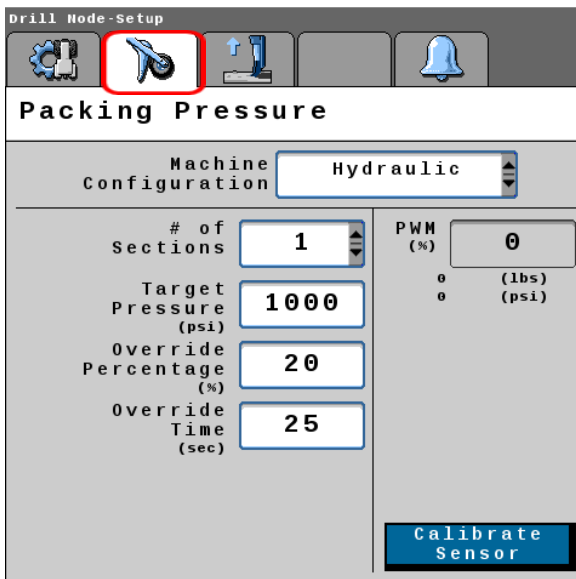 Drill Node-Setup
Packing Pressure
Machine
Configuration
Hydraulic
# of
Sections
1
Target
Pressure
(psi)
1000
Override
Percentage
(%)
20
Override
Time
(sec)
25
PWM
(%)
0
0 (lbs)
0 (psi)
Calibrate
Sensor